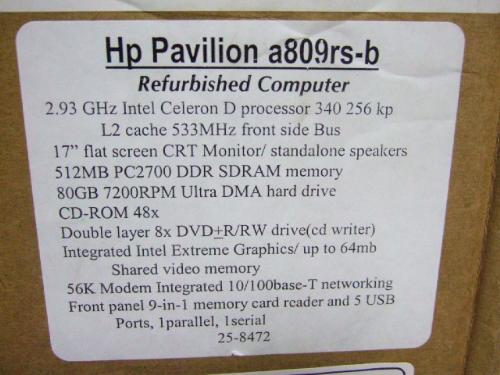 Hp Pavilion a809rs-b
Refurbished Computer
2.93 GHz Intel Celeron D processor 340 256 kp
L2 cache 533MHz front side Bus
17" flat screen CRT Monitor/ standalone speakers
512MB PC2700 DDR SDRAM memory
80GB 7200RPM Ultra DMA hard drive
CD-ROM 48x
Double layer 8x DVD±R/RW drive(cd writer)
Integrated Intel Extreme Graphics/ up to 64mb
Shared video memory
56K Modem Integrated 10/100base-T networking
Front panel 9-in-1 memory card reader and 5 USB
Ports, 1parallel, 1serial
25-8472